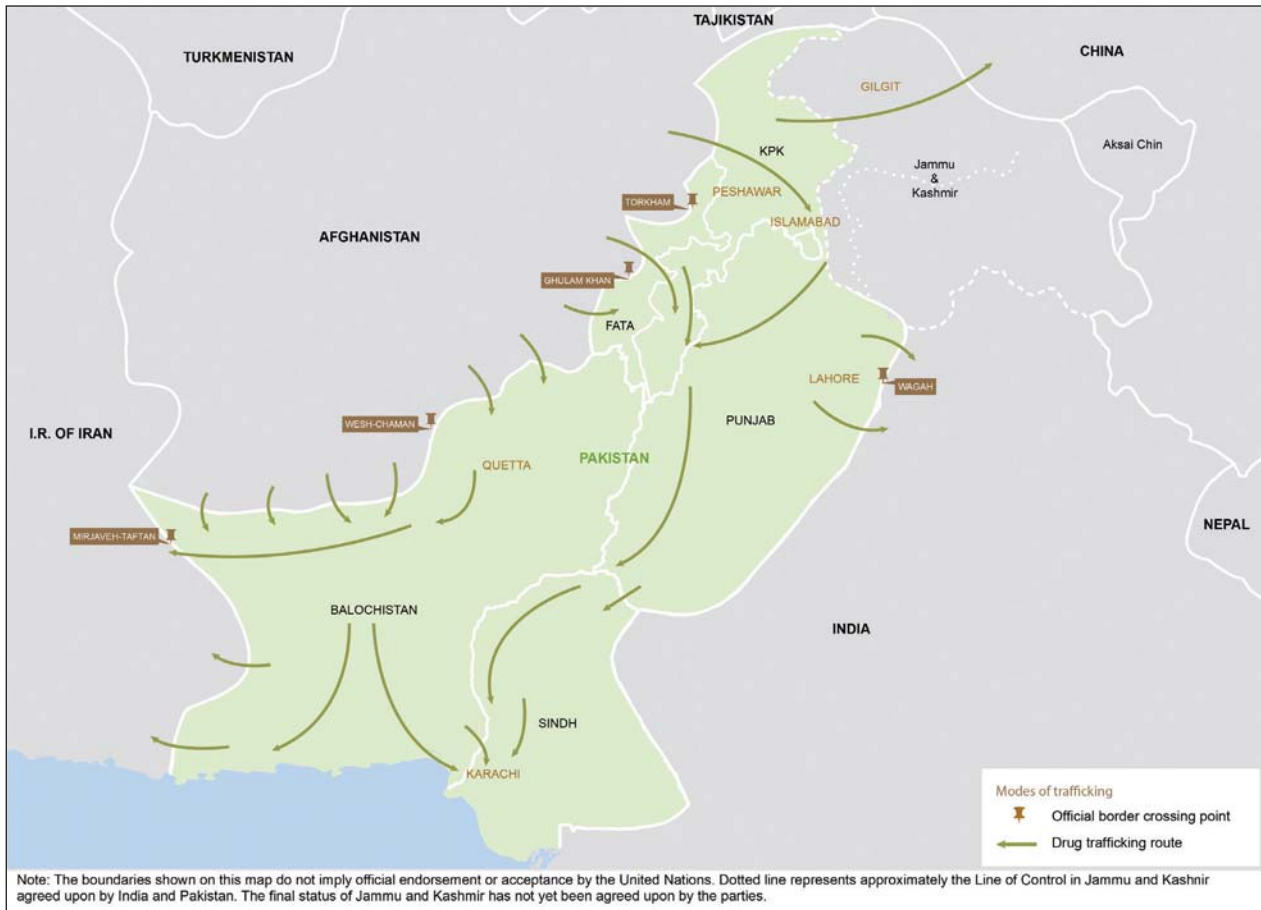 TAJIKISTAN
TURKMENISTAN
CHINA
GILGIT
Aksai Chin
KPK
Jammu
&
Kashmir
PESHAWAR
TORKHAM
ISLAMABAD
AFGHANISTAN
GHULAM KHAN
FATA
LAHORE
WAGAH
WESH-CHAMAN
PUNJAB
I.R. OF IRAN
QUETTA
PAKISTAN
NEPAL
MIRJAVEH-TAFTAN
BALOCHISTAN
INDIA
SINDH
KARACHI
Modes of trafficking
Official border crossing point
Drug trafficking route
Note: The boundaries shown on this map do not imply official endorsement or acceptance by the United Nations. Dotted line represents approximately the Line of Control in Jammu and Kashnir
agreed upon by India and Pakistan. The final status of Jammu and Kashmir has not yet been agreed upon by the parties.